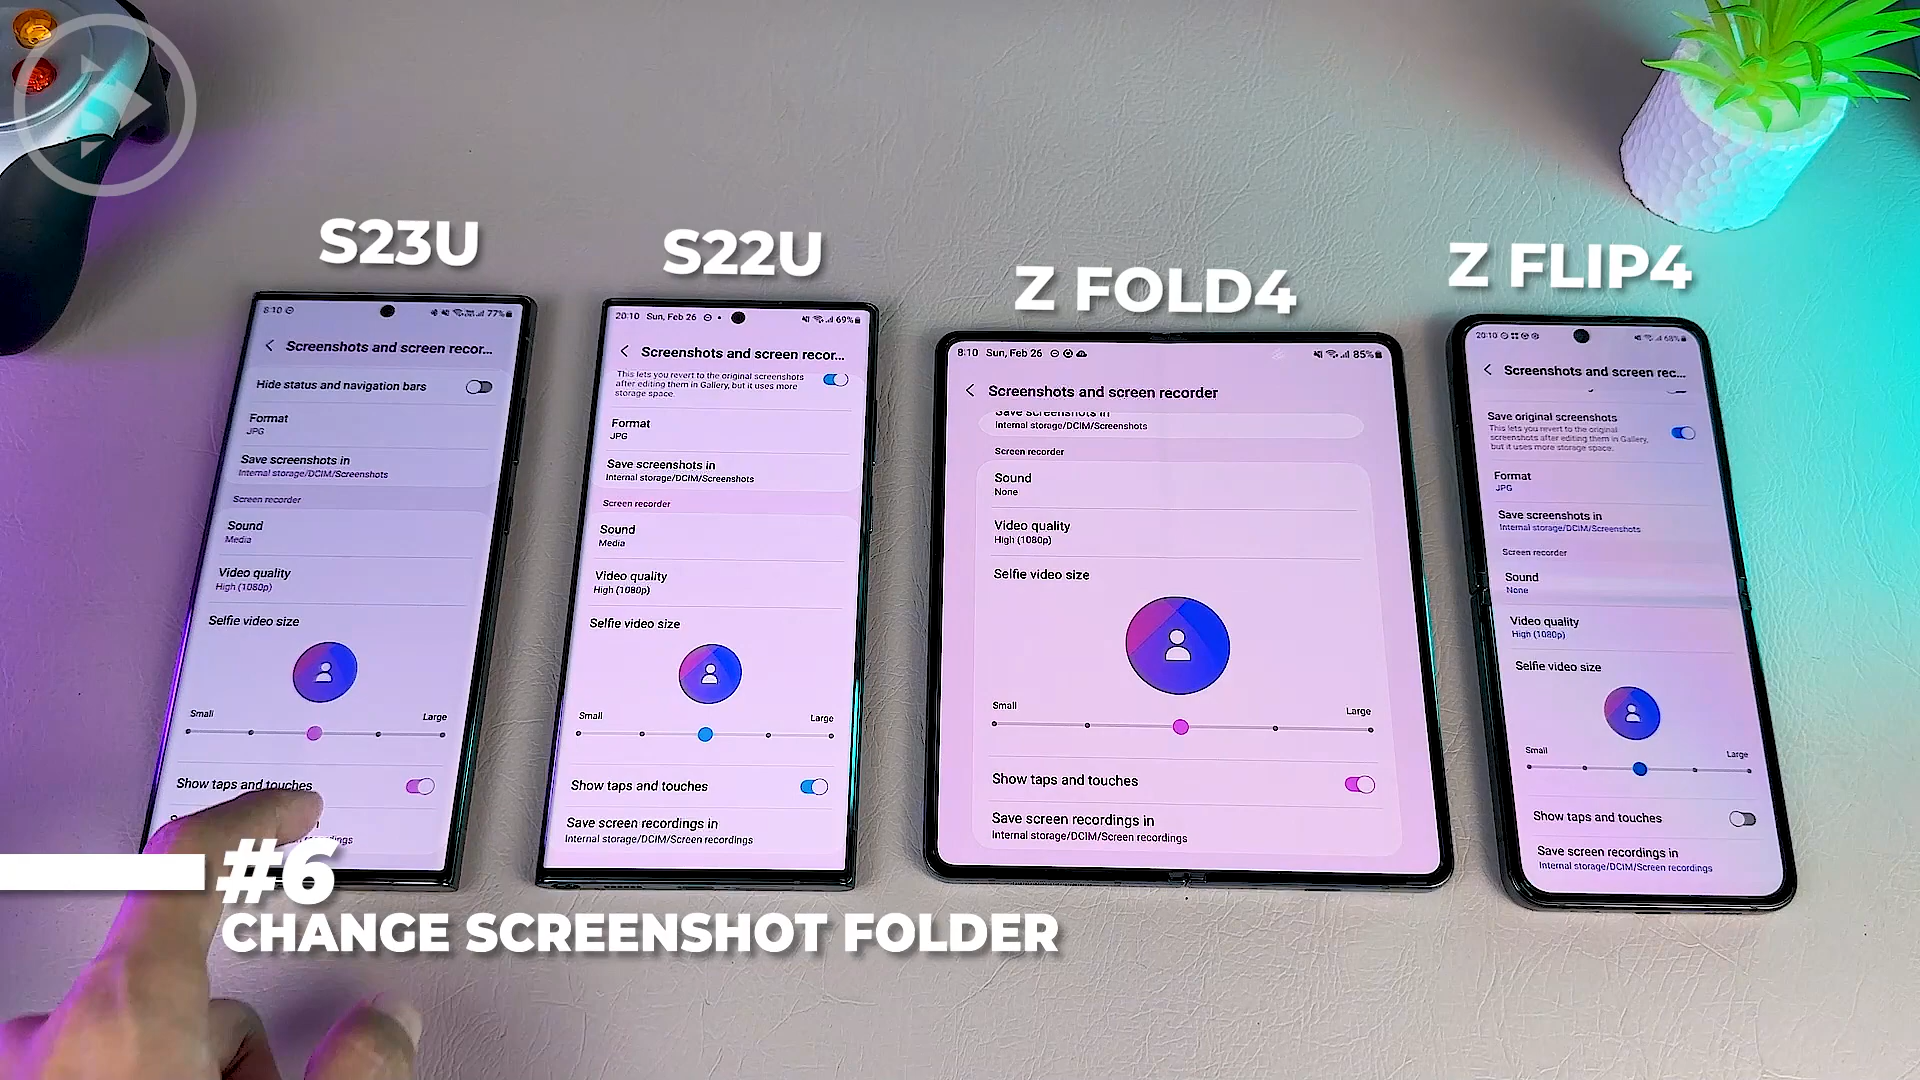 S23U
8:10
77%
Screenshots and screen recor...
Hide status and navigation bars
Format
JPG
Save screenshots in
Internal storage/DCIM/Screenshots
Screen recorder
Sound
Media
Video quality
High (1080p)
Selfie video size
Small
Large
Show taps and touches
S22U
20:10 Sun, Feb 26
69%
Screenshots and screen recor...
This lets you revert to the original screenshots
after editing them in Gallery, but it uses more
storage space.
Format
JPG
Save screenshots in
Internal storage/DCIM/Screenshots
Screen recorder
Sound
Media
Video quality
High (1080p)
Selfie video size
Small
Large
Show taps and touches
Save screen recordings in
Internal storage/DCIM/Screen recordings
Z FOLD4
8:10 Sun, Feb 26
85%
Screenshots and screen recorder
Save screenshots in
Internal storage/DCIM/Screenshots
Screen recorder
Sound
None
Video quality
High (1080p)
Selfie video size
Small
Large
Show taps and touches
Save screen recordings in
Internal storage/DCIM/Screen recordings
Z FLIP4
20:10
68%
Screenshots and screen rec...
Save original screenshots
This lets you revert to the original
screenshots after editing them in Gallery,
but it uses more storage space.
Format
JPG
Save screenshots in
Internal storage/DCIM/Screenshots
Screen recorder
Sound
None
Video quality
High (1080p)
Selfie video size
Small
Large
Show taps and touches
Save screen recordings in
Internal storage/DCIM/Screen recordings
#6
CHANGE SCREENSHOT FOLDER